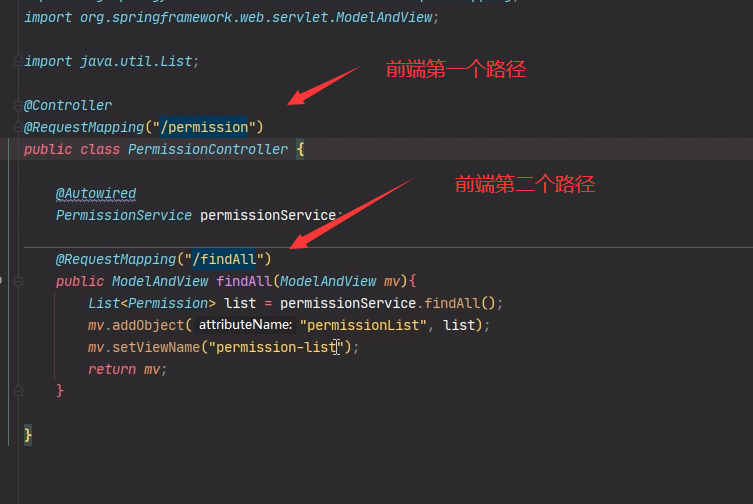 import org.springframework.web.servlet.ModelAndView;
import java.util.List;
前端第一个路径
@Controller
@RequestMapping("/permission")
public class PermissionController {
前端第二个路径
@Autowired
PermissionService permissionService;
@RequestMapping("/findAll")
public ModelAndView findAll(ModelAndView mv){
List<Permission> list = permissionService.findAll();
mv.addObject( attributeName: "permissionList", list);
mv.setViewName("permission-list");
return mv;
}
}